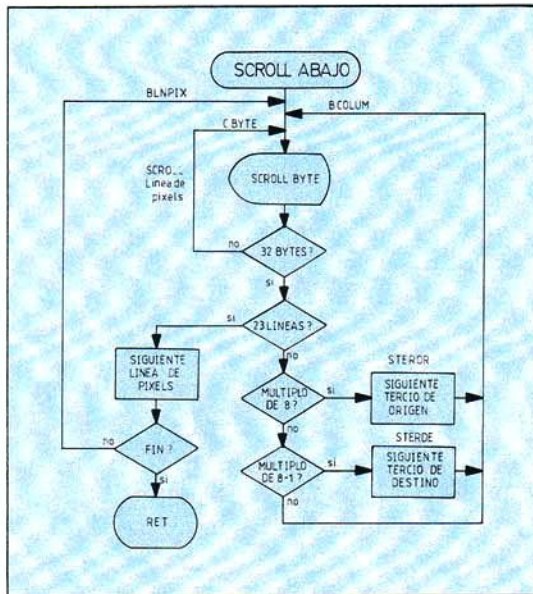 SCROLL ABAJO
BLNPIX
BCOLUM
C BYTE
SCROLL
Linea de
pixels
SCROLL BYTE
no
32 BYTES?
si
si
23 LINEAS?
no
SIGUIENTE
LINEA DE
PIXELS
STEROR
MULTIPLO
DE 8?
si
SIGUIENTE
TERCIO DE
ORIGEN
no
no
FIN?
si
STERDE
MULTIPLO
DE 8-1?
si
SIGUIENTE
TERCIO DE
DESTINO
no
RET